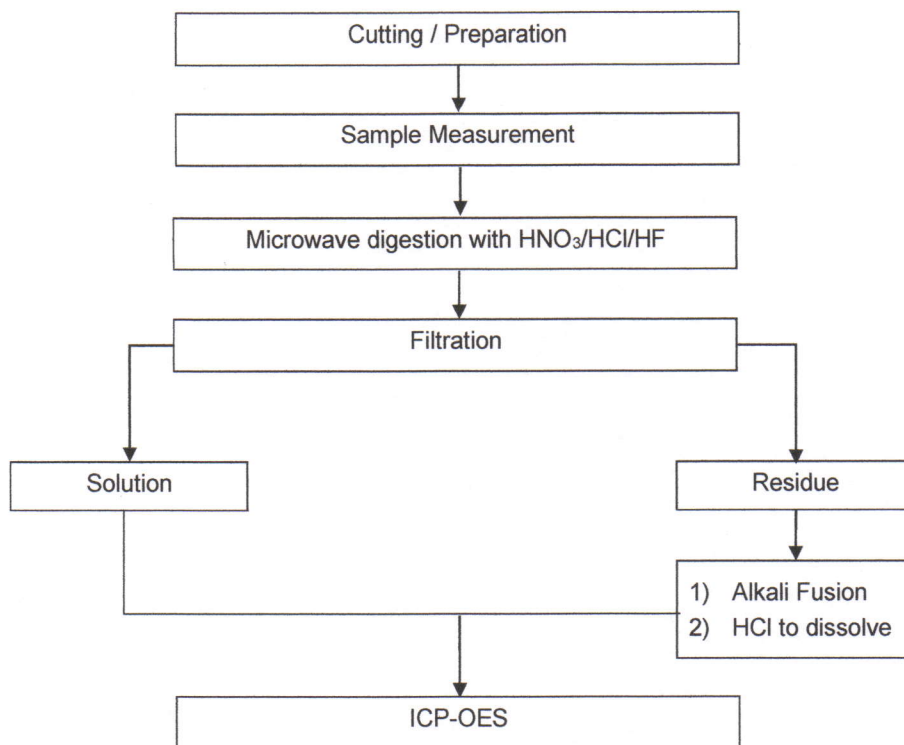 Cutting / Preparation
Sample Measurement
Microwave digestion with HNO₃/HCl/HF
Filtration
Solution
Residue
1) Alkali Fusion
2) HCl to dissolve
ICP-OES